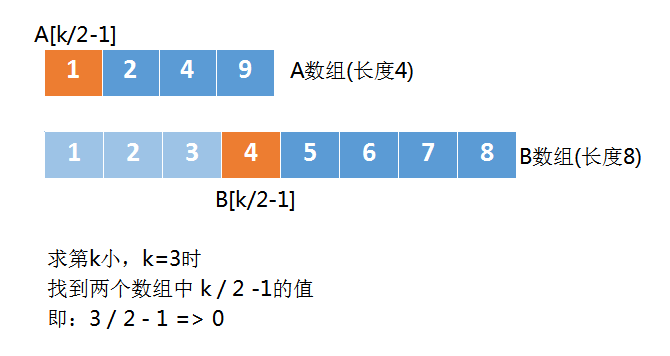 A[k/2-1]
1 2 4 9 A数组(长度4)
1 2 3 4 5 6 7 8 B数组(长度8)
B[k/2-1]
求第k小，k=3时
找到两个数组中 k / 2 -1的值
即：3 / 2 - 1 => 0